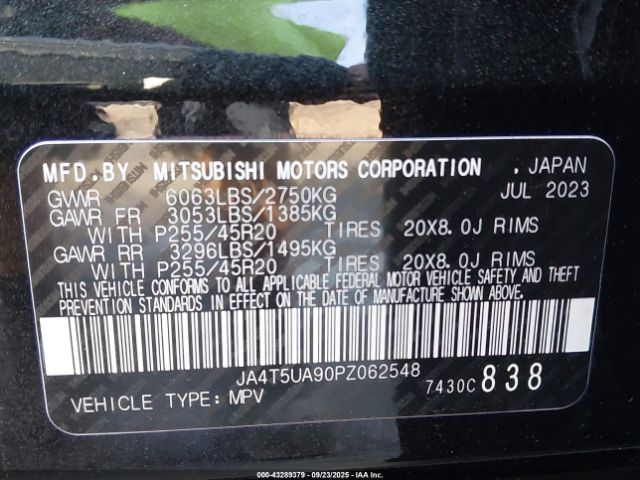 MFD.BY MITSUBISHI MOTORS CORPORATION . JAPAN
GVWR 6063LBS/2750KG JUL 2023
GAWR FR 3053LBS/1385KG
WITH P255/45R20 TIRES 20X8.0J RIMS
GAWR RR 3296LBS/1495KG
WITH P255/45R20 TIRES 20X8.0J RIMS
THIS VEHICLE CONFORMS TO ALL APPLICABLE FEDERAL MOTOR VEHICLE SAFETY AND THEFT
PREVENTION STANDARDS IN EFFECT ON THE DATE OF MANUFACTURE SHOWN ABOVE.
JA4T5UA90PZ062548 7430C 838
VEHICLE TYPE: MPV
000-43289379 - 09/23/2025 - IAA Inc.